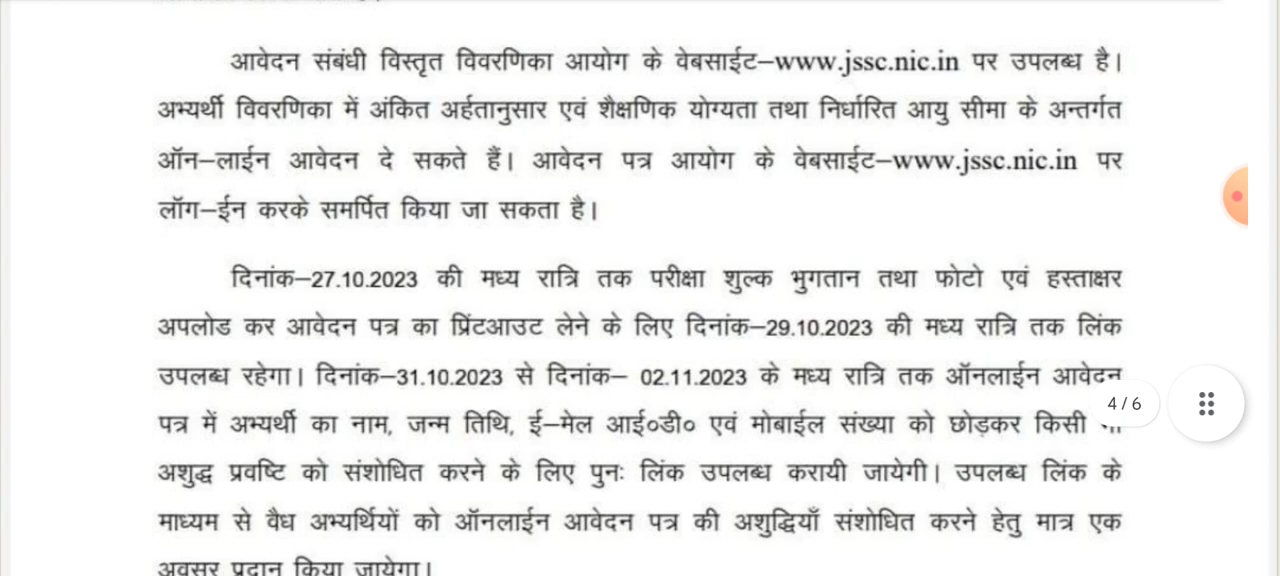 आवेदन संबंधी विस्तृत विवरणिका आयोग के वेबसाईट–www.jssc.nic.in पर उपलब्ध है।
अभ्यर्थी विवरणिका में अंकित अर्हतानुसार एवं शैक्षणिक योग्यता तथा निर्धारित आयु सीमा के अन्तर्गत
ऑन–लाईन आवेदन दे सकते हैं। आवेदन पत्र आयोग के वेबसाईट–www.jssc.nic.in पर
लॉग–ईन करके समर्पित किया जा सकता है।
दिनांक–27.10.2023 की मध्य रात्रि तक परीक्षा शुल्क भुगतान तथा फोटो एवं हस्ताक्षर
अपलोड कर आवेदन पत्र का प्रिंटआउट लेने के लिए दिनांक–29.10.2023 की मध्य रात्रि तक लिंक
उपलब्ध रहेगा। दिनांक–31.10.2023 से दिनांक– 02.11.2023 के मध्य रात्रि तक ऑनलाईन आवेदन
4 / 6
पत्र में अभ्यर्थी का नाम, जन्म तिथि, ई–मेल आई०डी० एवं मोबाईल संख्या को छोड़कर किसी
अशुद्ध प्रवष्टि को संशोधित करने के लिए पुनः लिंक उपलब्ध करायी जायेगी। उपलब्ध लिंक के
माध्यम से वैध अभ्यर्थियों को ऑनलाईन आवेदन पत्र की अशुद्धियाँ संशोधित करने हेतु मात्र एक
अवसर प्रदान किया जायेगा।